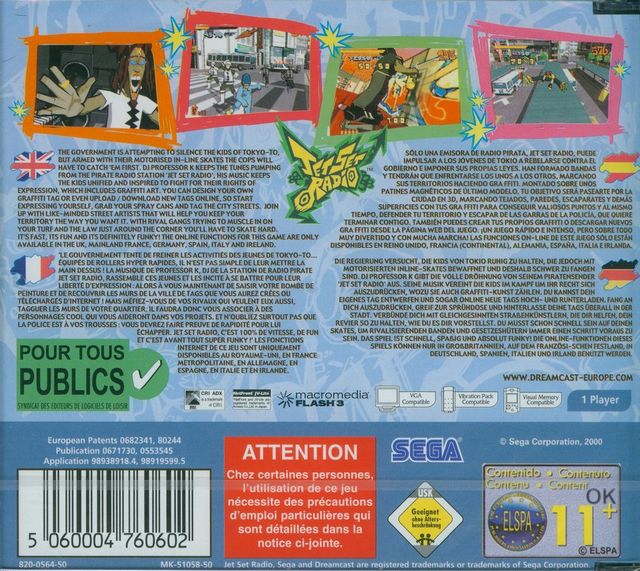 THE GOVERNMENT IS ATTEMPTING TO SILENCE THE KIDS OF TOKYO-TO,
BUT ARMED WITH THEIR MOTORISED IN-LINE SKATES THE COPS WILL
HAVE TO CATCH 'EM FIRST. DJ PROFESSOR K KEEPS THE TUNES PUMPING
FROM THE PIRATE RADIO STATION 'JET SET RADIO'; HIS MUSIC KEEPS
THE KIDS UNIFIED AND INSPIRED TO FIGHT FOR THEIR RIGHTS OF
EXPRESSION, WHICH INCLUDES GRAFFITI ART. YOU CAN DESIGN YOUR OWN
GRAFFITI TAG OR EVEN UPLOAD / DOWNLOAD NEW TAGS ONLINE, SO START
EXPRESSING YOURSELF, GRAB YOUR SPRAY CANS AND TAG THE CITY STREETS. JOIN
UP WITH LIKE-MINDED STREET ARTISTS THAT WILL HELP YOU KEEP YOUR
TERRITORY THE WAY YOU WANT IT. WITH RIVAL GANGS TRYING TO MUSCLE IN ON
YOUR TURF AND THE LAW JUST AROUND THE CORNER YOU'LL HAVE TO SKATE HARD.
IT'S FAST, ITS FUN AND ITS DEFINITELY FUNKY! THE ONLINE FUNCTIONS FOR THIS GAME ARE ONLY
AVAILABLE IN THE UK, MAINLAND FRANCE, GERMANY, SPAIN, ITALY AND IRELAND.
JET SET RADIO
™
SÓLO UNA EMISORA DE RADIO PIRATA, JET SET RADIO, PUEDE
IMPULSAR A LOS JÓVENES DE TOKIO A REBELARSE CONTRA EL
GOBIERNO E IMPONER SUS PROPIAS LEYES. HAN FORMADO BANDAS
Y TENDRÁN QUE ENFRENTARSE LOS UNOS A LOS OTROS, MARCANDO
SUS TERRITORIOS HACIENDO GRAFFITI. MONTADO SOBRE UNOS
PATINES MAGNÉTICOS DE ÚLTIMO MODELO, TU OBJETIVO SERÁ PASEARTE POR LA
CIUDAD EN 3D, MARCANDO TEJADOS, PAREDES, ESCAPARATES Y DEMÁS
SUPERFICIES CON TUS GRAFFITI PARA CONSEGUIR VALIOSOS PUNTOS Y AL MISMO
TIEMPO, DEFENDER TU TERRITORIO Y ESCAPAR DE LAS GARRAS DE LA POLICÍA, QUE QUIERE
TERMINAR CONTIGO. TAMBIÉN PUEDES CREAR TUS PROPIOS GRAFFITI O DESCARGAR NUEVOS
GRAFFITI DESDE LA PÁGINA WEB DEL JUEGO. ¡UN JUEGO RÁPIDO E INTENSO, PERO SOBRE TODO
MUY DIVERTIDO Y CON MUCHA MARCHA! LAS FUNCIONES ON-LINE DE ESTE JUEGO SÓLO ESTÁN
DISPONIBLES EN REINO UNIDO, FRANCIA (CONTINENTAL), ALEMANIA, ESPAÑA, ITALIA E IRLANDA.
LE GOUVERNEMENT TENTE DE FREINER LES ACTIVITÉS DES JEUNES DE TOKYO-TO...
ÉQUIPÉS DE ROLLERS HYPER RAPIDES, IL N'EST PAS SIMPLE DE LEUR METTRE LA
MAIN DESSUS ! LA MUSIQUE DU PROFESSOR K, DJ DE LA STATION DE RADIO PIRATE
JET SET RADIO, RASSEMBLE CES JEUNES ET LES INCITE À SE BATTRE POUR LEUR
LIBERTÉ D'EXPRESSION : ALORS À VOUS MAINTENANT DE SAISIR VOTRE BOMBE DE
PEINTURE ET DE RECOUVRIR LES MURS DE LA VILLE DE TAGS QUE VOUS AUREZ CRÉES OU
TÉLÉCHARGÉS D'INTERNET ! MAIS MÉFIEZ-VOUS DE VOS RIVAUX QUI VEULENT EUX AUSSI,
TAGGUER LES MURS DE VOTRE QUARTIER. IL FAUDRA DONC VOUS ASSOCIER À DES
PERSONNAGES COOL QUI VOUS AIDERONT DANS VOS PROJETS. ET N'OUBLIEZ SURTOUT PAS QUE
LA POLICE EST À VOS TROUSSES : VOUS DEVREZ FAIRE PREUVE DE RAPIDITÉ POUR LUI
ÉCHAPPER. JET SET RADIO, C'EST 100% DE VITESSE, DE FUN
ET C'EST AVANT TOUT SUPER FUNKY ! LES FONCTIONS
INTERNET DE CE JEU SONT UNIQUEMENT
DISPONIBLES AU ROYAUME-UNI, EN FRANCE
METROPOLITAINE, EN ALLEMAGNE, EN
ESPAGNE, EN ITALIE ET EN IRLANDE.
DIE REGIERUNG VERSUCHT, DIE KIDS VON TOKYO RUHIG ZU HALTEN, DIE JEDOCH MIT
MOTORISIERTEN INLINE-SKATES BEWAFFNET UND DESHALB SCHWER ZU FANGEN
SIND. DJ PROFESSOR K GIBT DIE VOLLE DRÖHNUNG VON SEINEM PIRATENSENDER
'JET SET RADIO' AUS. SEINE MUSIK VEREINT DIE KIDS IM KAMPF UM IHR RECHT SICH
AUSZUDRÜCKEN, WOZU SIE AUCH GRAFFITI-KUNST ZÄHLEN. DU KANNST DEIN
EIGENES TAG ENTWERFEN UND SOGAR ONLINE NEUE TAGS HOCH- UND RUNTERLADEN. FANG AN
DICH AUSZUDRÜCKEN, GREIF ZUR SPRÜHDOSE UND HINTERLASSE DEINE TAGS ÜBERALL IN DER
STADT. VERBÜNDE DICH MIT GLEICHGESINNTEN STRAßENKÜNSTLERN, DIE DIR HELFEN, DEIN
REVIER SO ZU HALTEN, WIE DU ES DIR VORSTELLST. DU MUSST SCHON SCHNELL SEIN AUF DEINEN
SKATES, UM RIVALISIERENDEN BANDEN UND GESETZESHÜTERN IMMER EINEN SCHRITT VORAUS ZU
SEIN. DAS SPIEL IST SCHNELL, SPAßIG UND ABSOLUT FUNKY! DIE ONLINE-FUNKTIONEN DIESES
SPIELS KÖNNEN NUR IN GROßBRITANNIEN, AUF DEM FRANZÖSI-SCHEN FESTLAND, IN
DEUTSCHLAND, SPANIEN, ITALIEN UND IRLAND BENUTZT WERDEN.
POUR TOUS
PUBLICS
SYNDICAT DES EDITEURS DE LOGICIELS DE LOISIR
WWW.DREAMCAST-EUROPE.COM
CRI ADX
macromedia
FLASH 3
VGA
Compatible
Vibration Pack
Compatible
Visual Memory
Compatible
1 Player
European Patents 0682341, 80244
Publication 0671730, 0553545
Application 98938918.4, 98919599.5
5 060004 760602
820-0564-50
MK-51058-50
ATTENTION
Chez certaines personnes,
l'utilisation de ce jeu
nécessite des précautions
d'emploi particulières qui
sont détaillées dans la
notice ci-jointe.
SEGA
© Sega Corporation, 2000
USK
Geeignet
ohne Alters-
beschränkung
Contenido Contenuto
Contenu Content
ELSPA
OK
11+
© ELSPA
Jet Set Radio, Sega and Dreamcast are registered trademarks or trademarks of Sega Corporation.